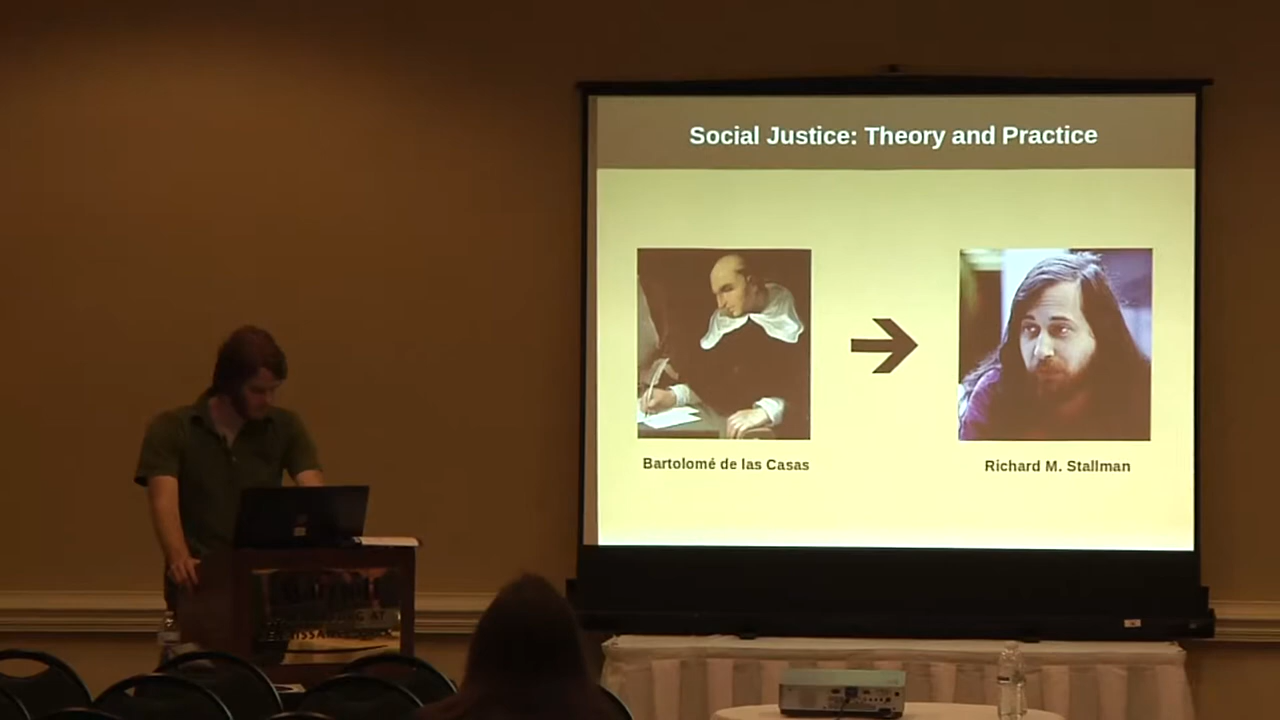 Social Justice: Theory and Practice
Bartolomé de las Casas
Richard M. Stallman